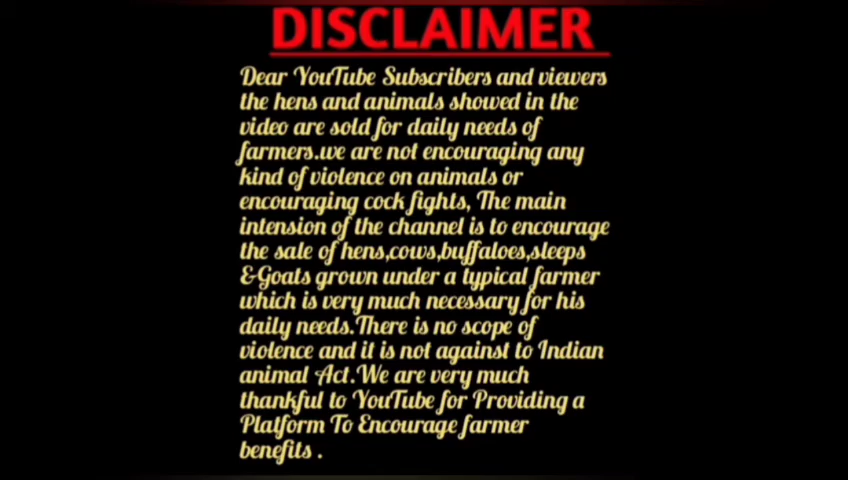 DISCLAIMER
Dear YouTube Subscribers and viewers
the hens and animals showed in the
video are sold for daily needs of
farmers.we are not encouraging any
kind of violence on animals or
encouraging cock fights, The main
intension of the channel is to encourage
the sale of hens,cows,buffaloes,sleeps
&Goats grown under a typical farmer
which is very much necessary for his
daily needs.There is no scope of
violence and it is not against to Indian
animal Act.We are very much
thankful to YouTube for Providing a
Platform To Encourage farmer
benefits .